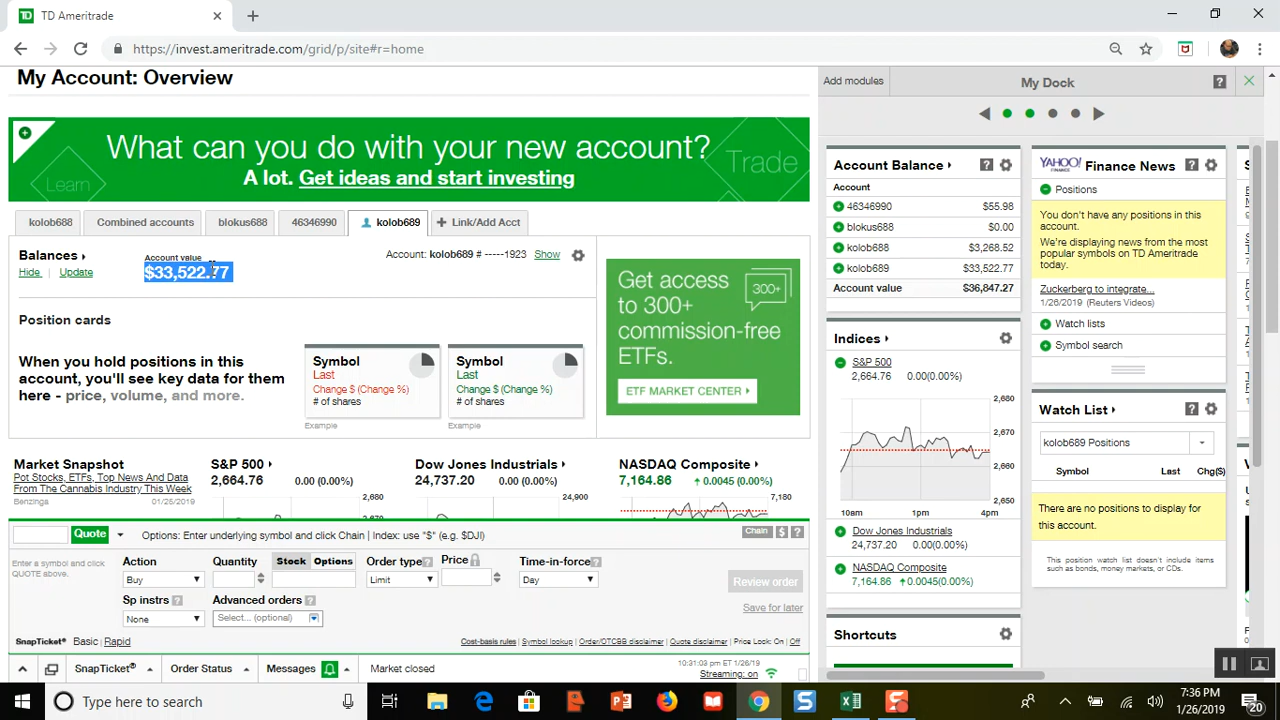 TD Ameritrade
https://invest.ameritrade.com/grid/p/site#r=home
My Account: Overview
What can you do with your new account?
A lot. Get ideas and start investing
Learn
Trade
kolob688
Combined accounts
blokus688
46346990
kolob689
Link/Add Acct
Balances
Hide | Update
Account value
$33,522.77
Account: kolob689 # -----1923 Show
Position cards
When you hold positions in this
account, you'll see key data for them
here - price, volume, and more.
Symbol
Last
Change $ (Change %)
# of shares
Example
Symbol
Last
Change $ (Change %)
# of shares
Example
Get access
to 300+
commission-free
ETFs.
300+
ETF MARKET CENTER
Market Snapshot
Pot Stocks, ETFs, Top News And Data
From The Cannabis Industry This Week
Benzinga 01/25/2019
S&P 500
2,664.76 0.00 (0.00%)
2,680
Dow Jones Industrials
24,737.20 0.00 (0.00%)
24,900
NASDAQ Composite
7,164.86 0.0045 (0.00%)
7,180
Quote
Options: Enter underlying symbol and click Chain | Index: use "$" (e.g. $DJI)
Chain $ ?
Enter a symbol and click
QUOTE above.
Action
Buy
Quantity
Stock Options
Order type ?
Limit
Price
Time-in-force ?
Day
Review order
Sp instrs ?
None
Advanced orders ?
Select... (optional)
Save for later
SnapTicket® Basic | Rapid
Cost-basis rules | Symbol lookup | Order/OTCBB disclaimer | Quote disclaimer | Price Lock: On | Off
SnapTicket®
Order Status
Messages
Market closed
10:31:03 pm ET 1/26/19
Streaming: on
Add modules
My Dock
?
Account Balance
?
Account
46346990 $55.98
blokus688 $0.00
kolob688 $3,268.52
kolob689 $33,522.77
Account value $36,847.27
Indices
S&P 500
2,664.76 0.00(0.00%)
2,680
2,670
2,660
2,650
10am 1pm 4pm
Dow Jones Industrials
24,737.20 0.00(0.00%)
NASDAQ Composite
7,164.86 0.0045(0.00%)
Shortcuts
YAHOO!
FINANCE
Finance News
?
Positions
You don't have any positions in this
account.
We're displaying news from the most
popular symbols on TD Ameritrade
today.
Zuckerberg to integrate...
1/26/2019 (Reuters Videos)
Watch lists
Symbol search
Watch List
?
kolob689 Positions
Symbol Last Chg($)
There are no positions to display for
this account.
This position watch list doesn't include items
such as bonds, money markets, or CDs.
Type here to search
7:36 PM
1/26/2019
20